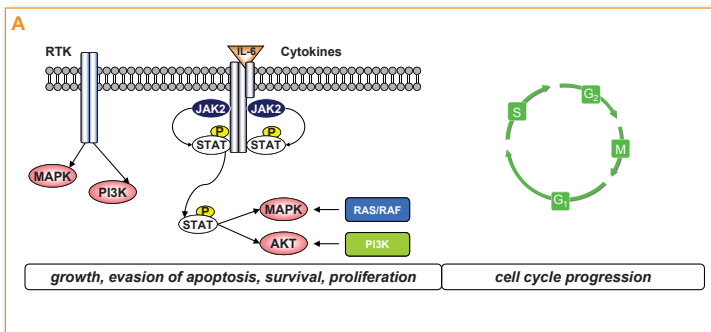 A
RTK
IL-6
Cytokines
JAK2
JAK2
P
P
STAT
STAT
MAPK
PI3K
P
STAT
MAPK
RAS/RAF
AKT
PI3K
S
G2
M
G1
growth, evasion of apoptosis, survival, proliferation
cell cycle progression